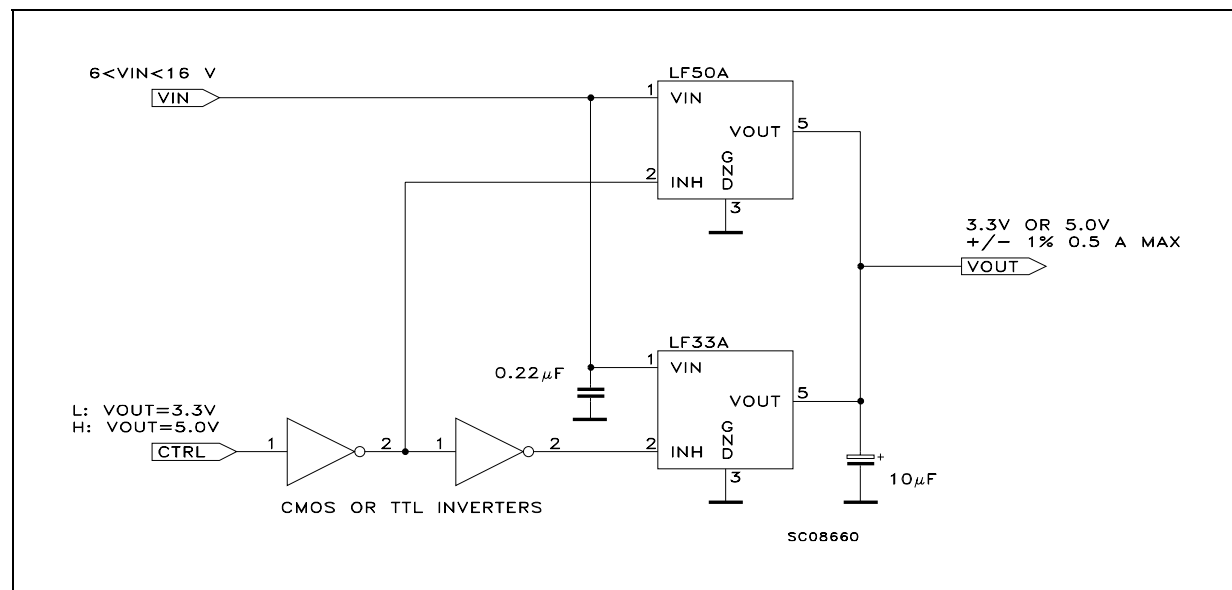 6<VIN<16 V
VIN
LF50A
1
VIN
VOUT
5
2
INH
GND
3
3.3V OR 5.0V
+/- 1% 0.5 A MAX
VOUT
LF33A
0.22µF
1
VIN
VOUT
5
L: VOUT=3.3V
H: VOUT=5.0V
CTRL
1
2
1
2
2
INH
GND
3
+
10µF
CMOS OR TTL INVERTERS
SC08660